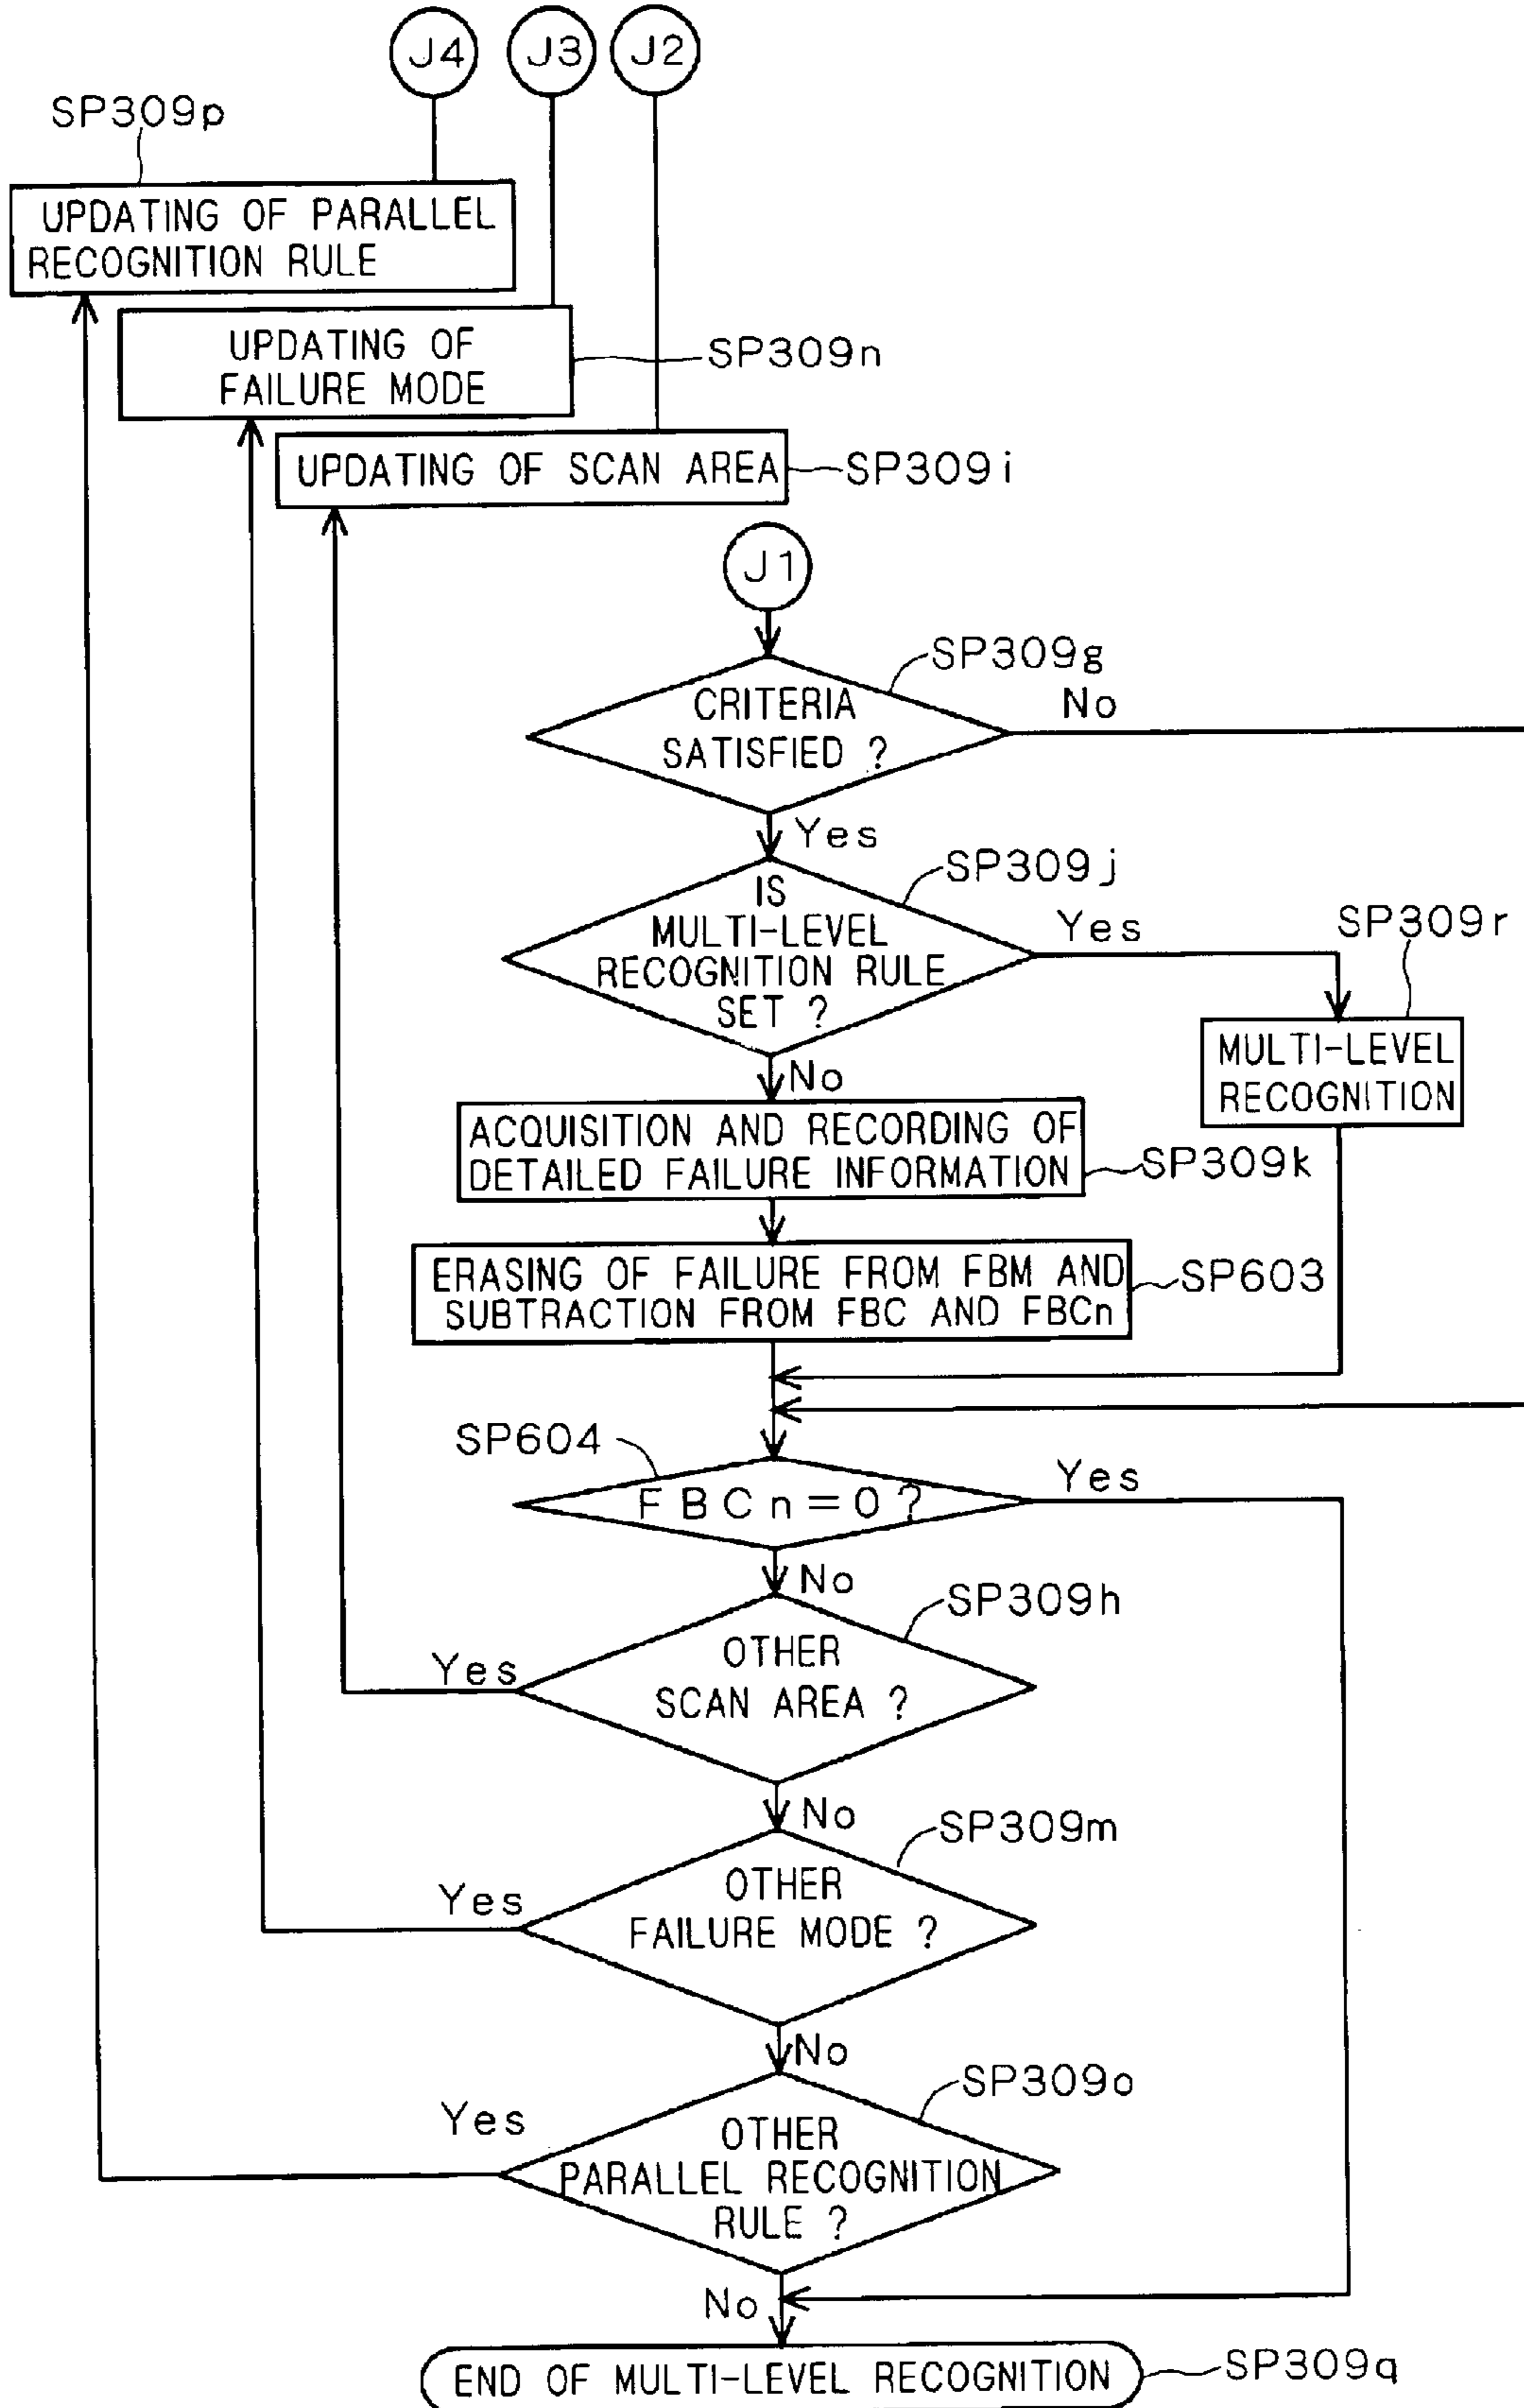 J4
J3
J2
SP309p
UPDATING OF PARALLEL
RECOGNITION RULE
UPDATING OF
FAILURE MODE
SP309n
UPDATING OF SCAN AREA
SP309i
J1
SP309g
CRITERIA
SATISFIED ?
No
Yes
SP309j
IS
MULTI-LEVEL
RECOGNITION RULE
SET ?
Yes
SP309r
MULTI-LEVEL
RECOGNITION
No
ACQUISITION AND RECORDING OF
DETAILED FAILURE INFORMATION
SP309k
ERASING OF FAILURE FROM FBM AND
SUBTRACTION FROM FBC AND FBCn
SP603
SP604
FBCn=0?
Yes
No
SP309h
OTHER
SCAN AREA ?
Yes
No
SP309m
OTHER
FAILURE MODE ?
Yes
No
SP309o
OTHER
PARALLEL RECOGNITION
RULE ?
Yes
No
END OF MULTI-LEVEL RECOGNITION
SP309q